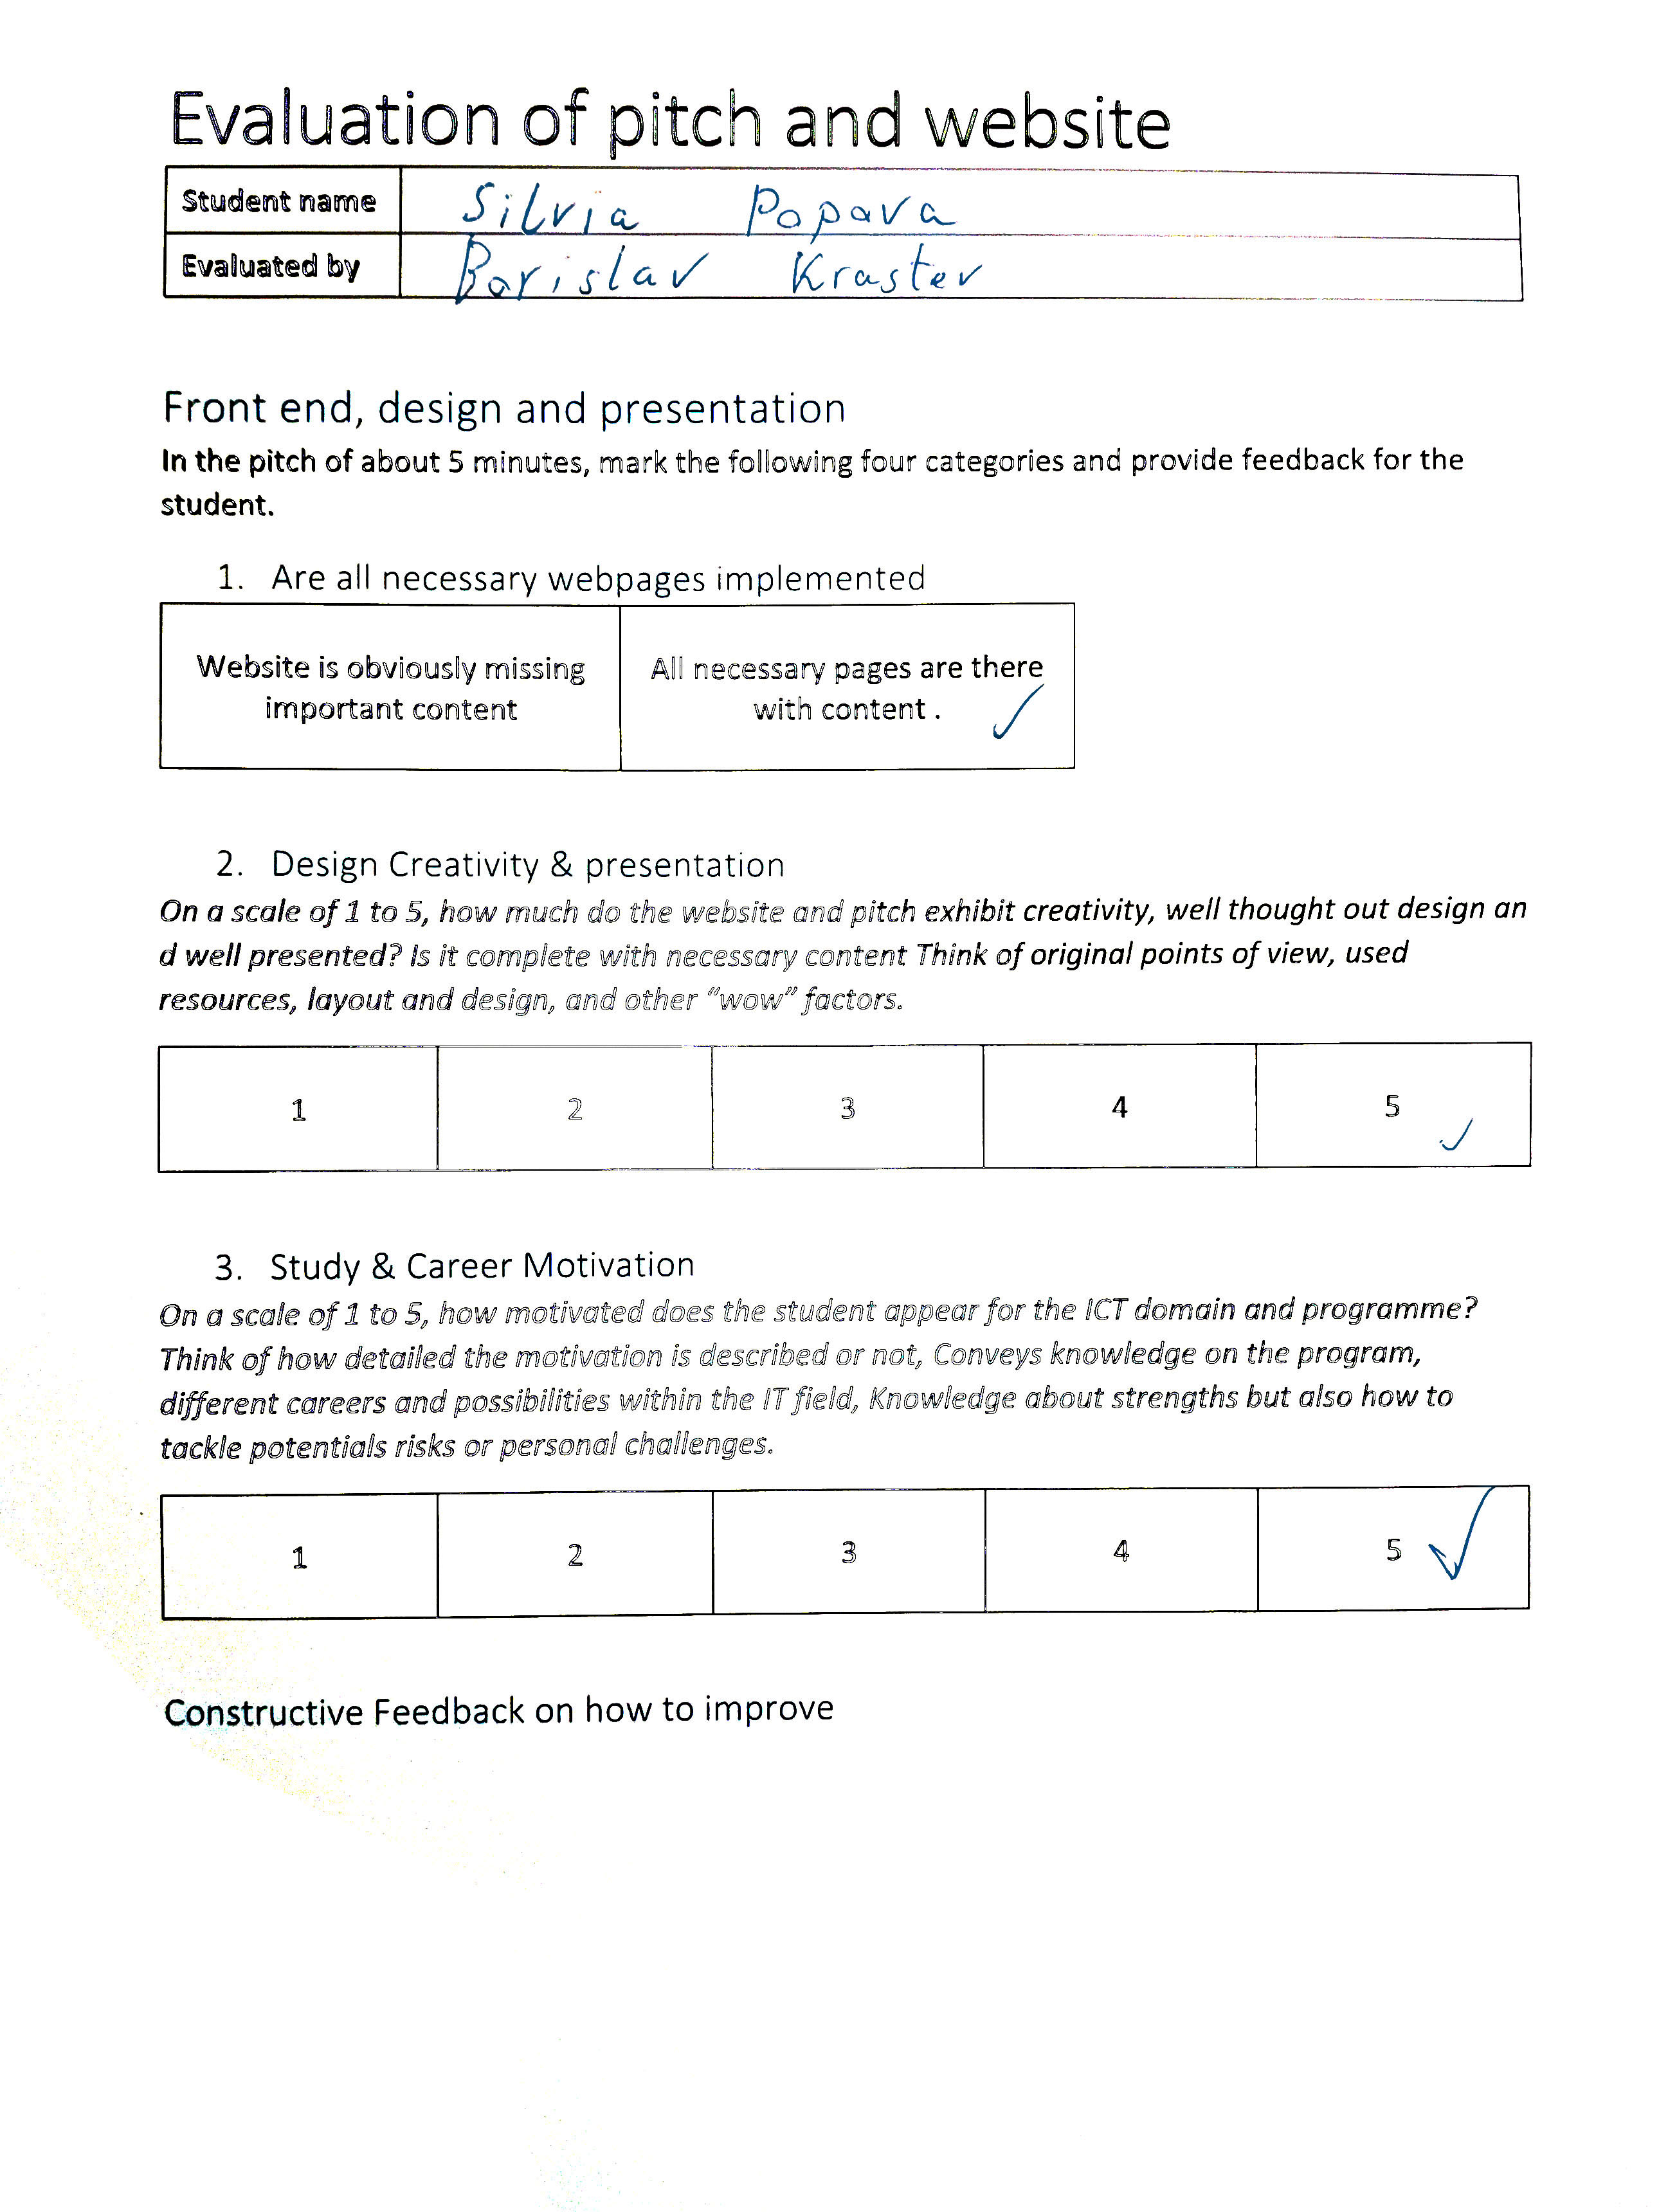 Evaluation of pitch and website
Student name Silvia Popova
Evaluated by Borislav Krastev
Front end, design and presentation
In the pitch of about 5 minutes, mark the following four categories and provide feedback for the
student.
1. Are all necessary webpages implemented
Website is obviously missing
important content
All necessary pages are there
with content .
2. Design Creativity & presentation
On a scale of 1 to 5, how much do the website and pitch exhibit creativity, well thought out design an
d well presented? Is it complete with necessary content Think of original points of view, used
resources, layout and design, and other “wow” factors.
1 2 3 4 5
3. Study & Career Motivation
On a scale of 1 to 5, how motivated does the student appear for the ICT domain and programme?
Think of how detailed the motivation is described or not, Conveys knowledge on the program,
different careers and possibilities within the IT field, Knowledge about strengths but also how to
tackle potentials risks or personal challenges.
1 2 3 4 5
Constructive Feedback on how to improve